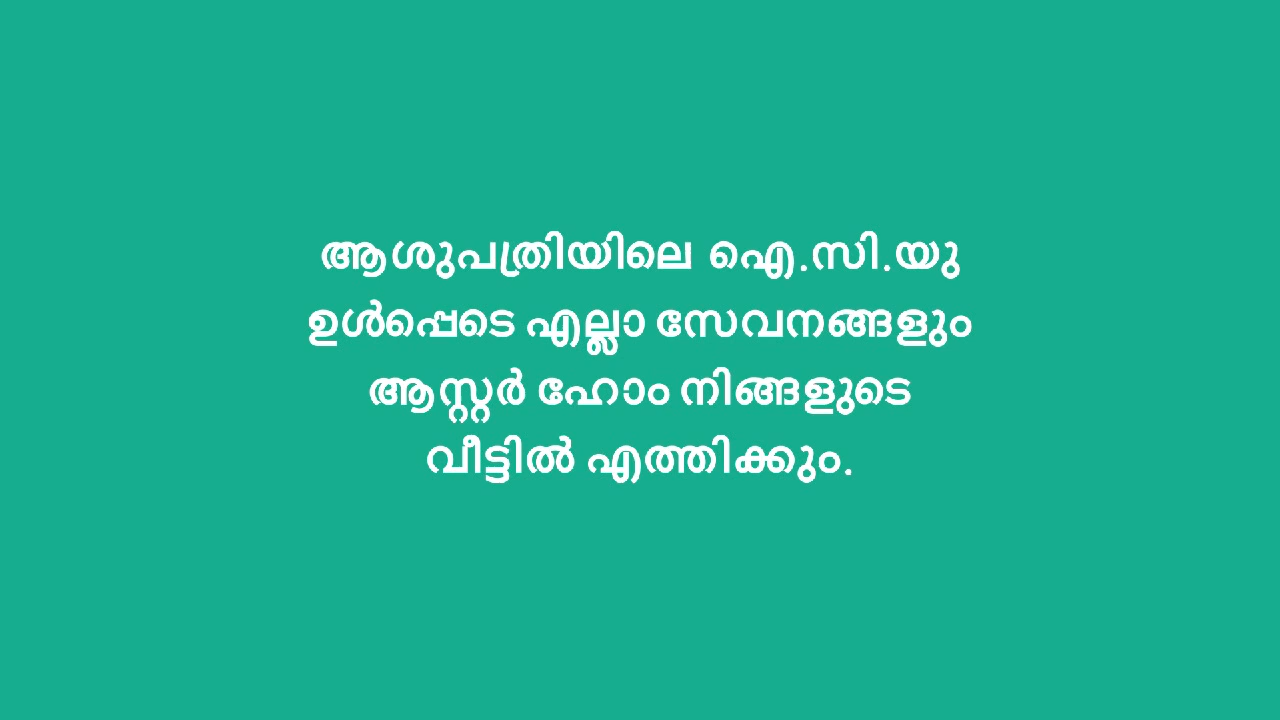 ആശുപത്രിയിലെ ഐ.സി.യു
ഉൾപ്പെടെ എല്ലാ സേവനങ്ങളും
ആസ്റ്റർ ഹോം നിങ്ങളുടെ
വീട്ടിൽ എത്തിക്കും.